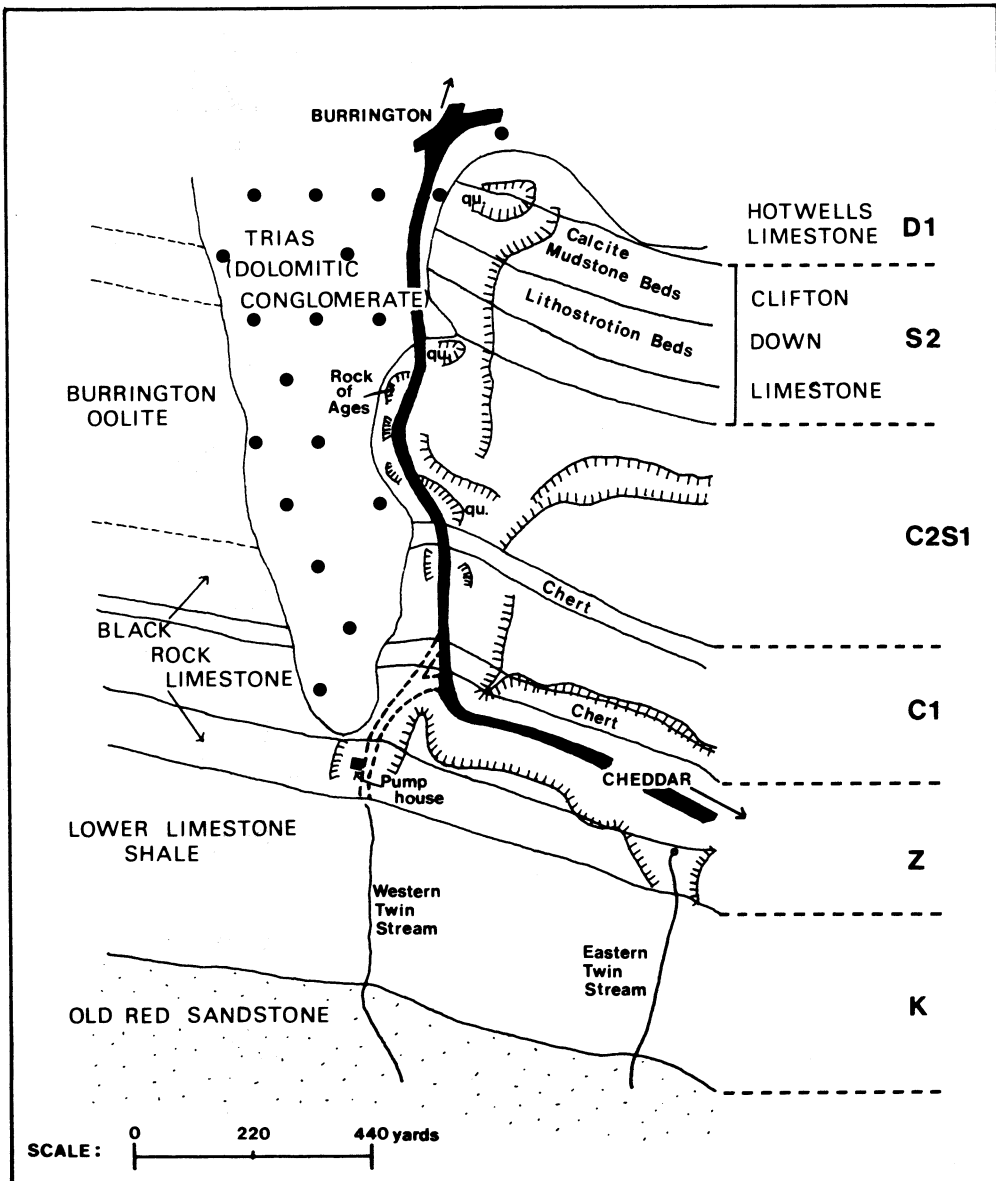 BURRINGTON
qu.
HOTWELLS
LIMESTONE
D1
TRIAS
(DOLOMITIC
CONGLOMERATE)
Calcite
Mudstone Beds
Lithostrotion Beds
CLIFTON
DOWN
LIMESTONE
S2
qu.
Rock
of
Ages
BURRINGTON
OOLITE
qu.
C2S1
Chert
BLACK
ROCK
LIMESTONE
Chert
C1
CHEDDAR
Pump
house
LOWER LIMESTONE
SHALE
Z
Western
Twin
Stream
Eastern
Twin
Stream
K
OLD RED SANDSTONE
SCALE: 0 220 440 yards